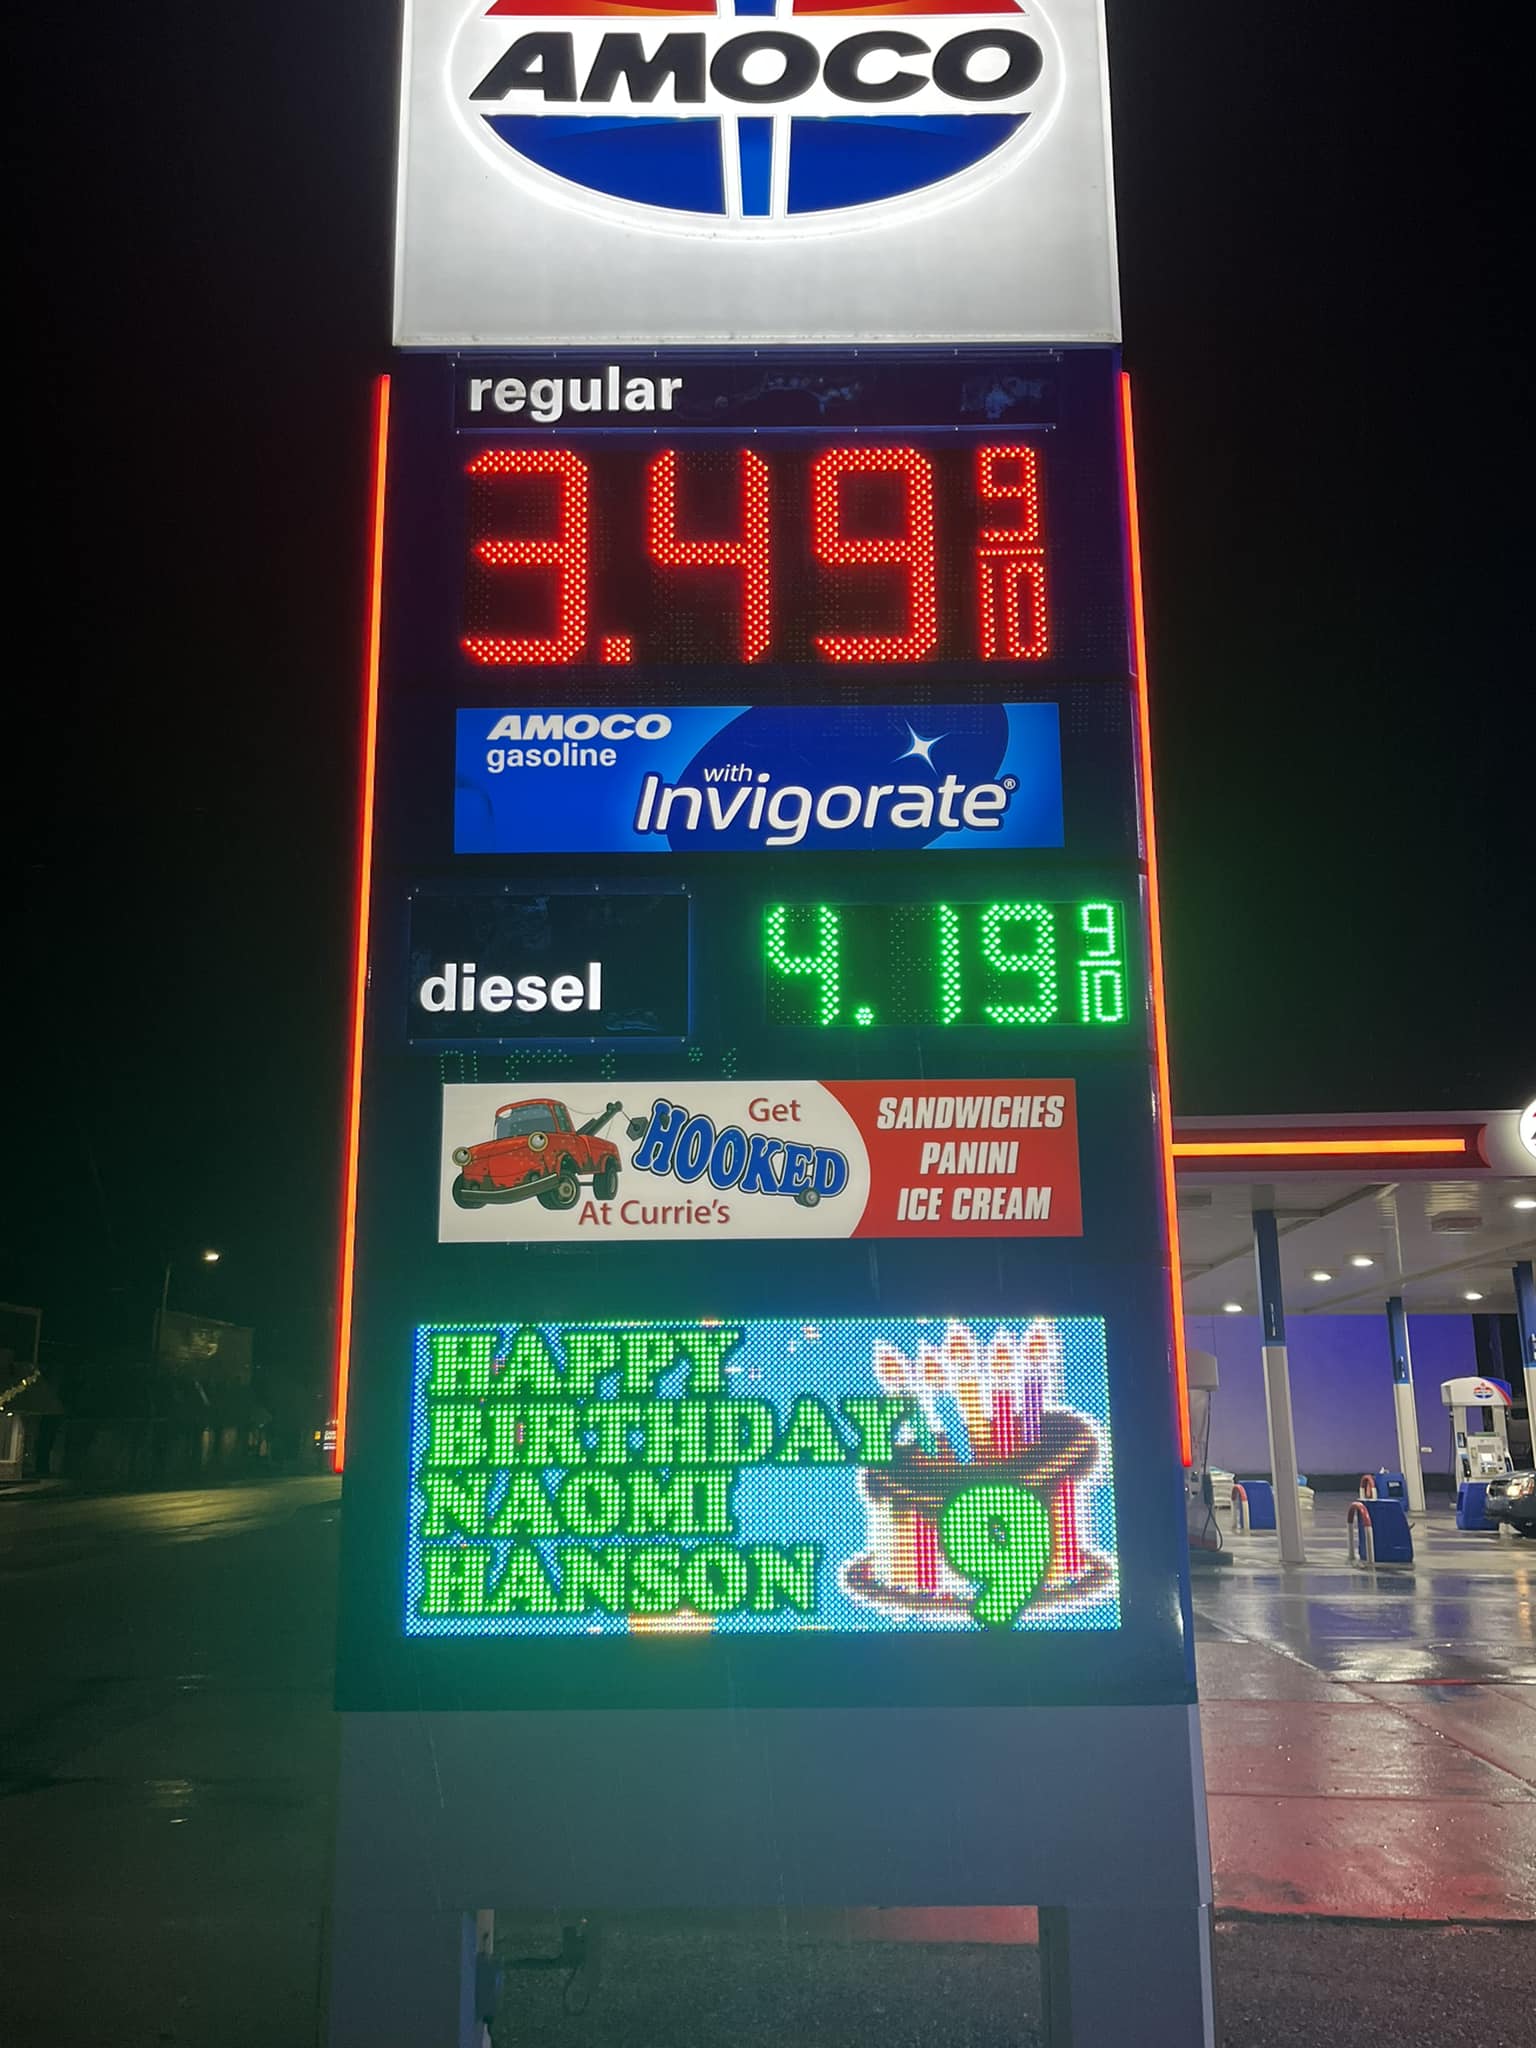 AMOCO
regular
3.49 9/10
AMOCO
gasoline
with
Invigorate®
diesel
4.19 9/10
Get
HOOKED
At Currie's
SANDWICHES
PANINI
ICE CREAM
HAPPY
BIRTHDAY
NAOMI
HANSON
9